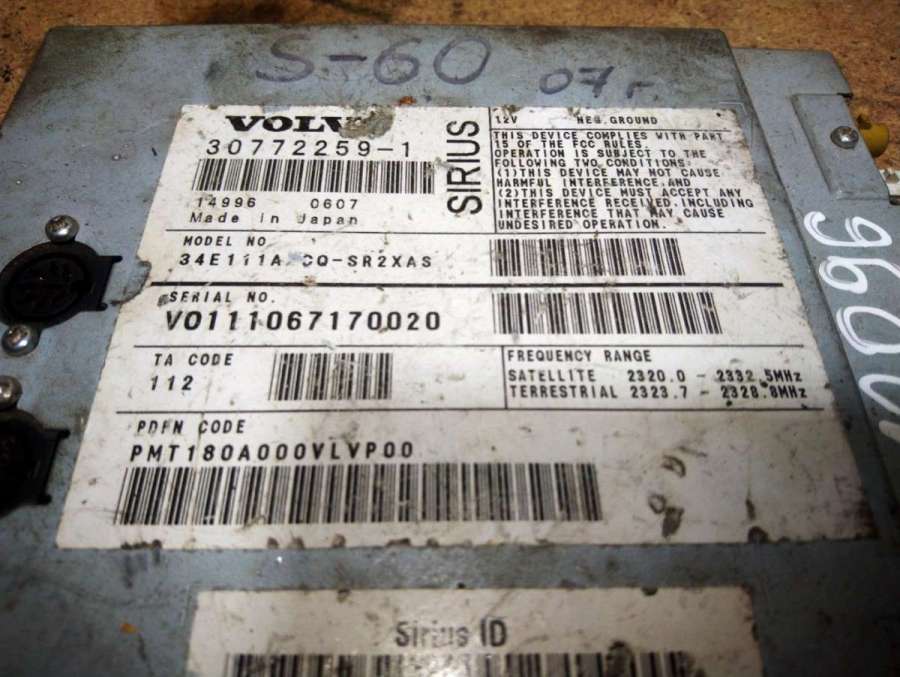 S-60 07 г.
VOLV
30772259-1
14996 0607
Made in Japan
SIRIUS
12V NEG.GROUND
THIS DEVICE COMPLIES WITH PART
15 OF THE FCC RULES.
OPERATION IS SUBJECT TO THE
FOLLOWING TWO CONDITIONS:
(1)THIS DEVICE MAY NOT CAUSE
HARMFUL INTERFERENCE,AND
(2)THIS DEVICE MUST ACCEPT ANY
INTERFERENCE RECEIVED,INCLUDING
INTERFERENCE THAT MAY CAUSE
UNDESIRED OPERATION.
MODEL NO
34E111A CQ-SR2XAS
SERIAL NO.
VO111067170020
TA CODE
112
FREQUENCY RANGE
SATELLITE 2320.0 - 2332.5MHz
TERRESTRIAL 2323.7 - 2328.8MHz
PDFN CODE
PMT180A000VLVP00
Sirius ID